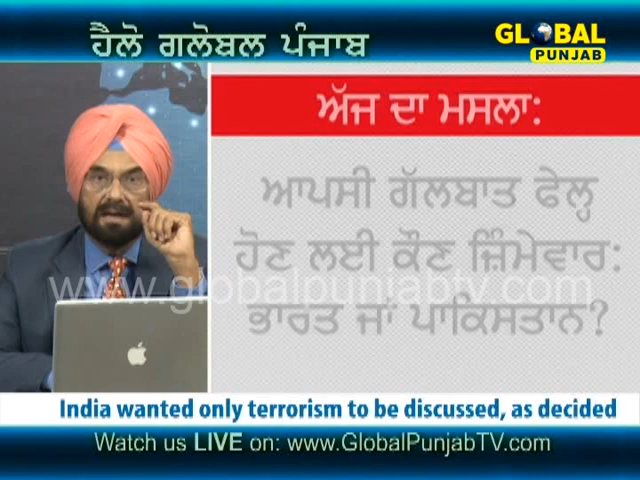 ਹੈਲੋ ਗਲੋਬਲ ਪੰਜਾਬ
GLOBAL
PUNJAB
ਅੱਜ ਦਾ ਮਸਲਾ:
ਆਪਸੀ ਗੱਲਬਾਤ ਫੇਲ੍ਹ
ਹੋਣ ਲਈ ਕੌਣ ਜ਼ਿੰਮੇਵਾਰ:
ਭਾਰਤ ਜਾਂ ਪਾਕਿਸਤਾਨ?
www.globalpunjabtv.com
India wanted only terrorism to be discussed, as decided
Watch us LIVE on: www.GlobalPunjabTV.com